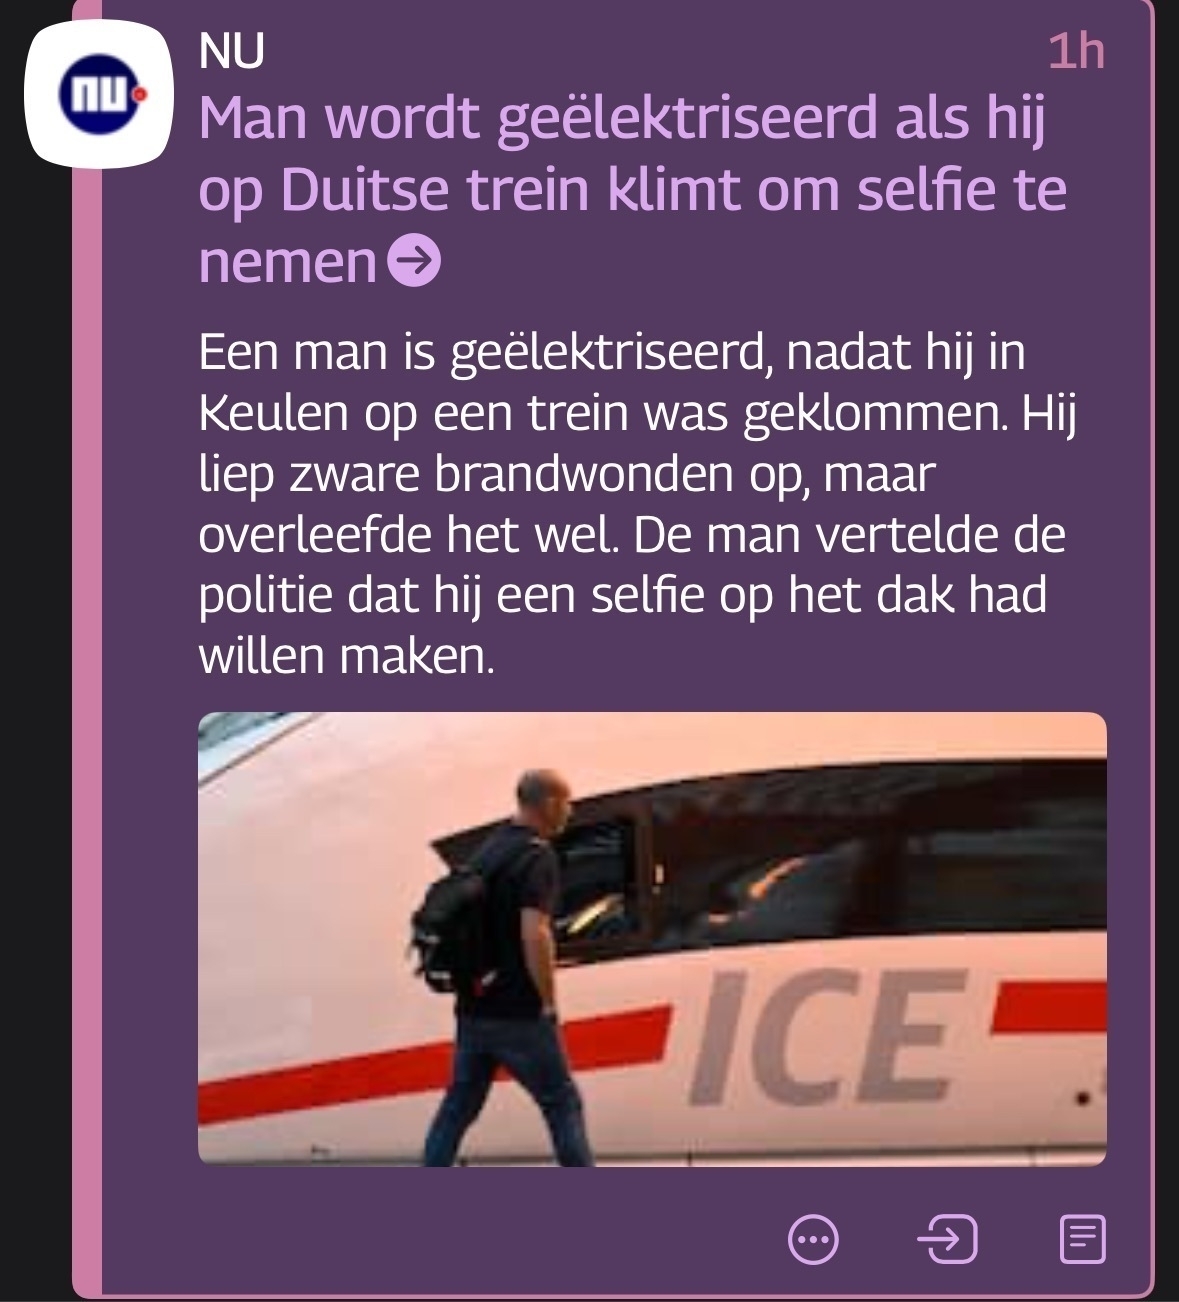 NU
1h
nu
Man wordt geëlektriseerd als hij
op Duitse trein klimt om selfie te
nemen
Een man is geëlektriseerd, nadat hij in
Keulen op een trein was geklommen. Hij
liep zware brandwonden op, maar
overleefde het wel. De man vertelde de
politie dat hij een selfie op het dak had
willen maken.
ICE